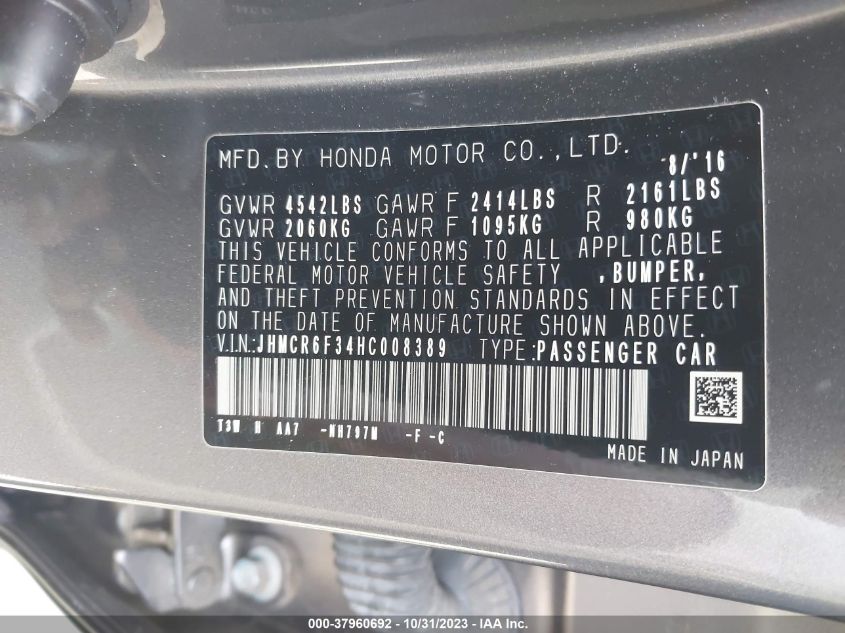 MFD. BY HONDA MOTOR CO., LTD. 8/'16
GVWR 4542LBS GAWR F 2414LBS R 2161LBS
GVWR 2060KG GAWR F 1095KG R 980KG
THIS VEHICLE CONFORMS TO ALL APPLICABLE
FEDERAL MOTOR VEHICLE SAFETY , BUMPER,
AND THEFT PREVENTION STANDARDS IN EFFECT
ON THE DATE OF MANUFACTURE SHOWN ABOVE.
V.I.N.:JHMCR6F34HC008389 TYPE:PASSENGER CAR
T3W H AA7 -NH797M -F -C
MADE IN JAPAN
000-37960692 - 10/31/2023 - IAA Inc.